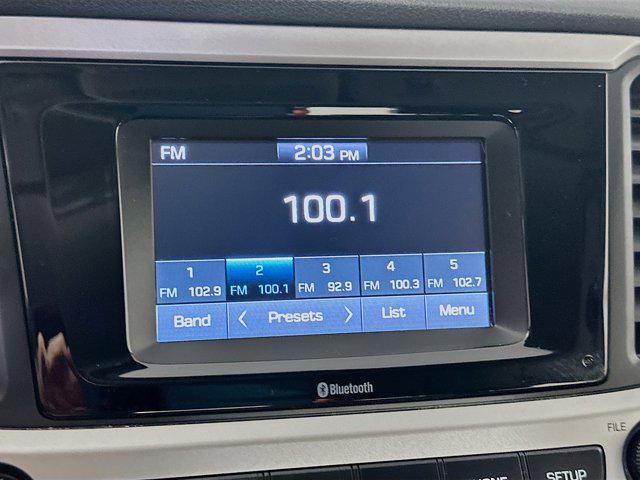 FM 2:03 PM
100.1
1 2 3 4 5
FM 102.9 FM 100.1 FM 92.9 FM 100.3 FM 102.7
Band < Presets > List Menu
Bluetooth
FILE
SETUP